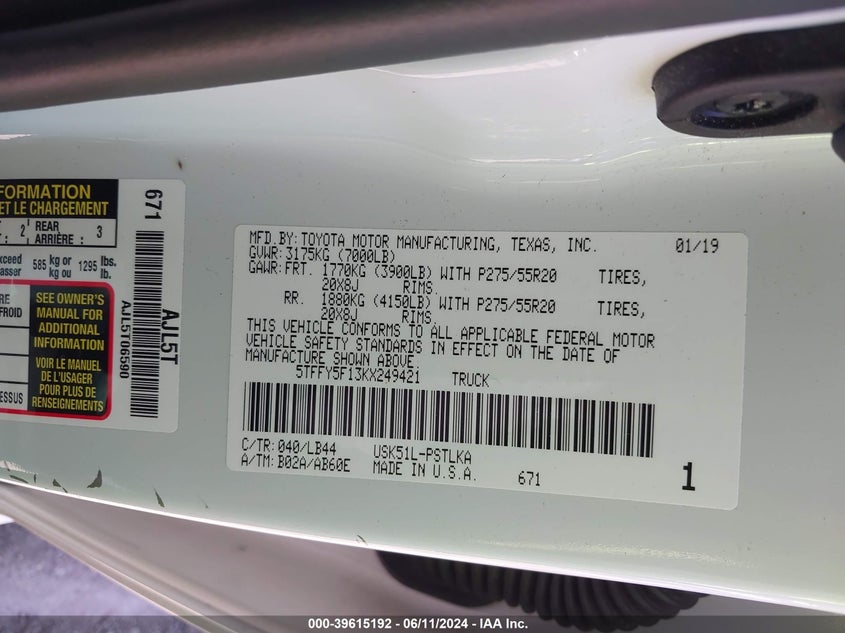 FORMATION
ET LE CHARGEMENT
: 2 REAR ARRIÈRE : 3
585 kg or ou 1295 lbs. lb.
SEE OWNER'S
MANUAL FOR
ADDITIONAL
INFORMATION
VOIR LE MANUEL
DE L'USAGER
POUR PLUS DE
RENSEIGNEMENTS
671
AJL5T
AJL5T06590
MFD.BY: TOYOTA MOTOR MANUFACTURING, TEXAS, INC. 01/19
GVWR: 3175KG (7000LB)
GAWR: FRT. 1770KG (3900LB) WITH P275/55R20 TIRES,
20X8J RIMS.
RR. 1880KG (4150LB) WITH P275/55R20 TIRES,
20X8J RIMS.
THIS VEHICLE CONFORMS TO ALL APPLICABLE FEDERAL MOTOR
VEHICLE SAFETY STANDARDS IN EFFECT ON THE DATE OF
MANUFACTURE SHOWN ABOVE.
5TFFY5F13KX249421 TRUCK
C/TR: 040/LB44 USK51L-PSTLKA
A/TM: B02A/AB60E MADE IN U.S.A. 671 1
000-39615192 - 06/11/2024 - IAA Inc.